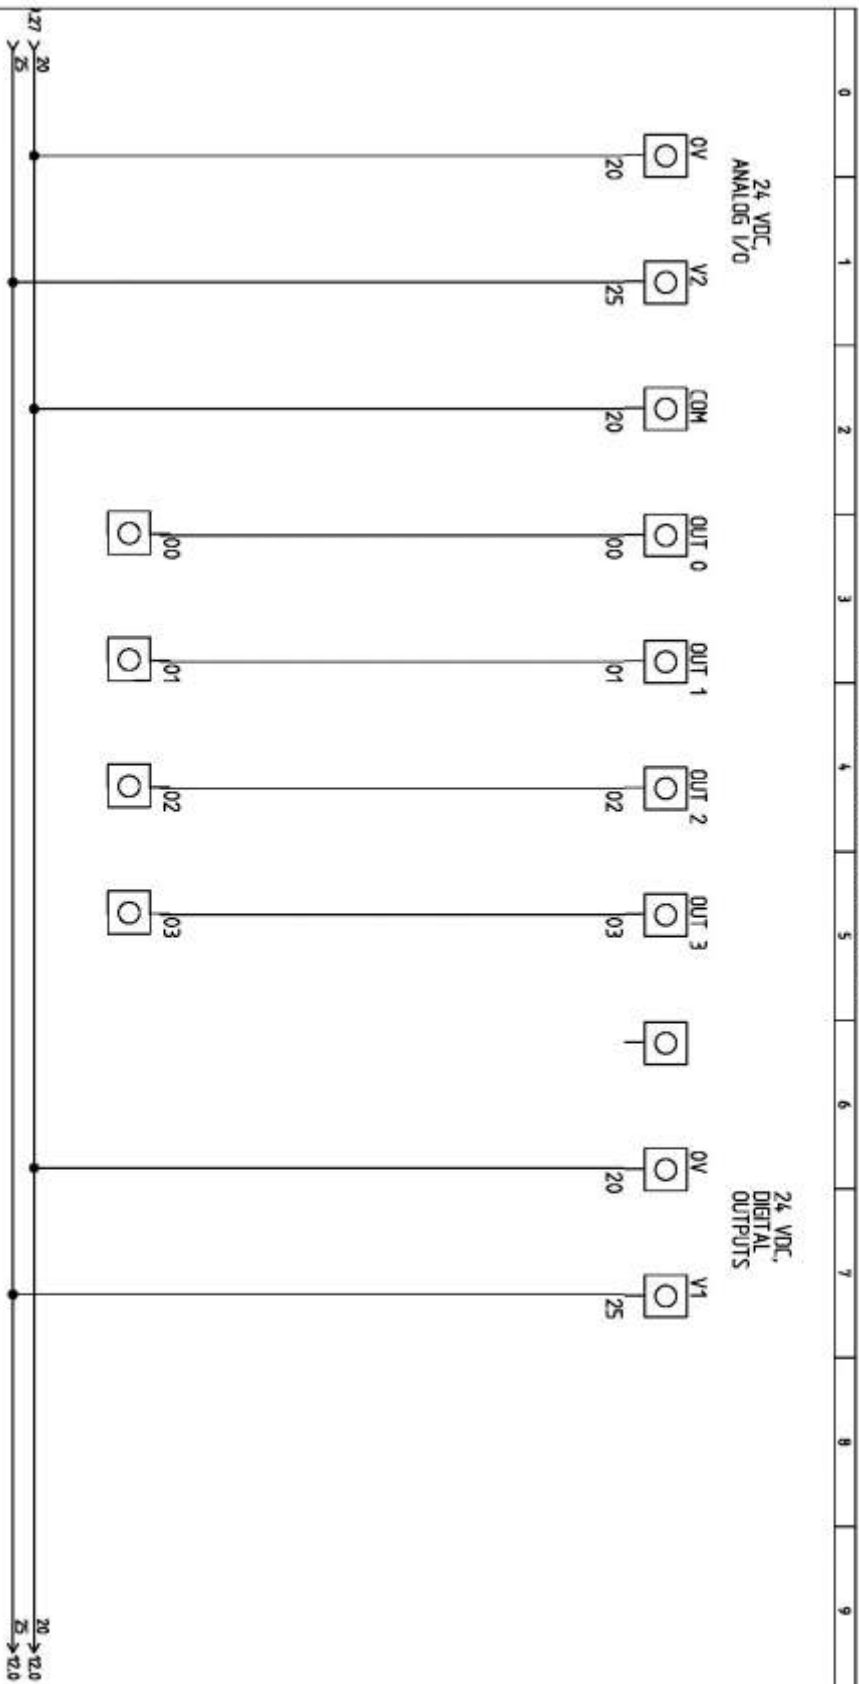 0 1 2 3 4 5 6 7 8 9
24 VDC,
ANALOG I/O
24 VDC,
DIGITAL
OUTPUTS
0V V2 COM OUT 0 OUT 1 OUT 2 OUT 3 0V V1
20 25 20 00 01 02 03 20 25
00 01 02 03
20 20 12.0
25 25 12.0